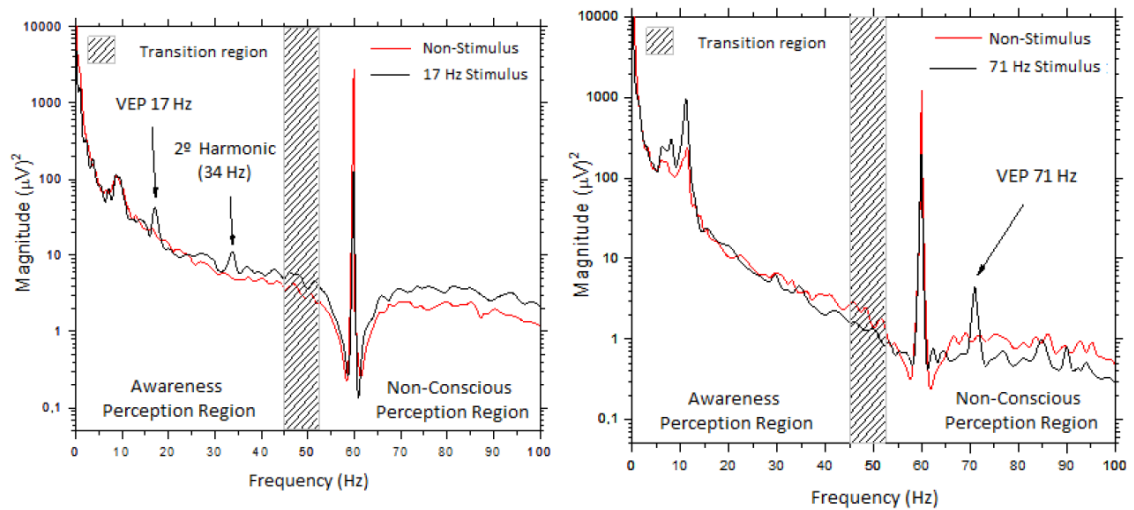 10000
1000
100
10
1
0,1
Magnitude (μV)²
Transition region
Non-Stimulus
17 Hz Stimulus
VEP 17 Hz
2º Harmonic
(34 Hz)
Awareness
Perception Region
Non-Conscious
Perception Region
0 10 20 30 40 50 60 70 80 90 100
Frequency (Hz)
10000
1000
100
10
1
0,1
Magnitude (μV)²
Transition region
Non-Stimulus
71 Hz Stimulus
VEP 71 Hz
Awareness
Perception Region
Non-Conscious
Perception Region
0 10 20 30 40 50 60 70 80 90 100
Frequency (Hz)